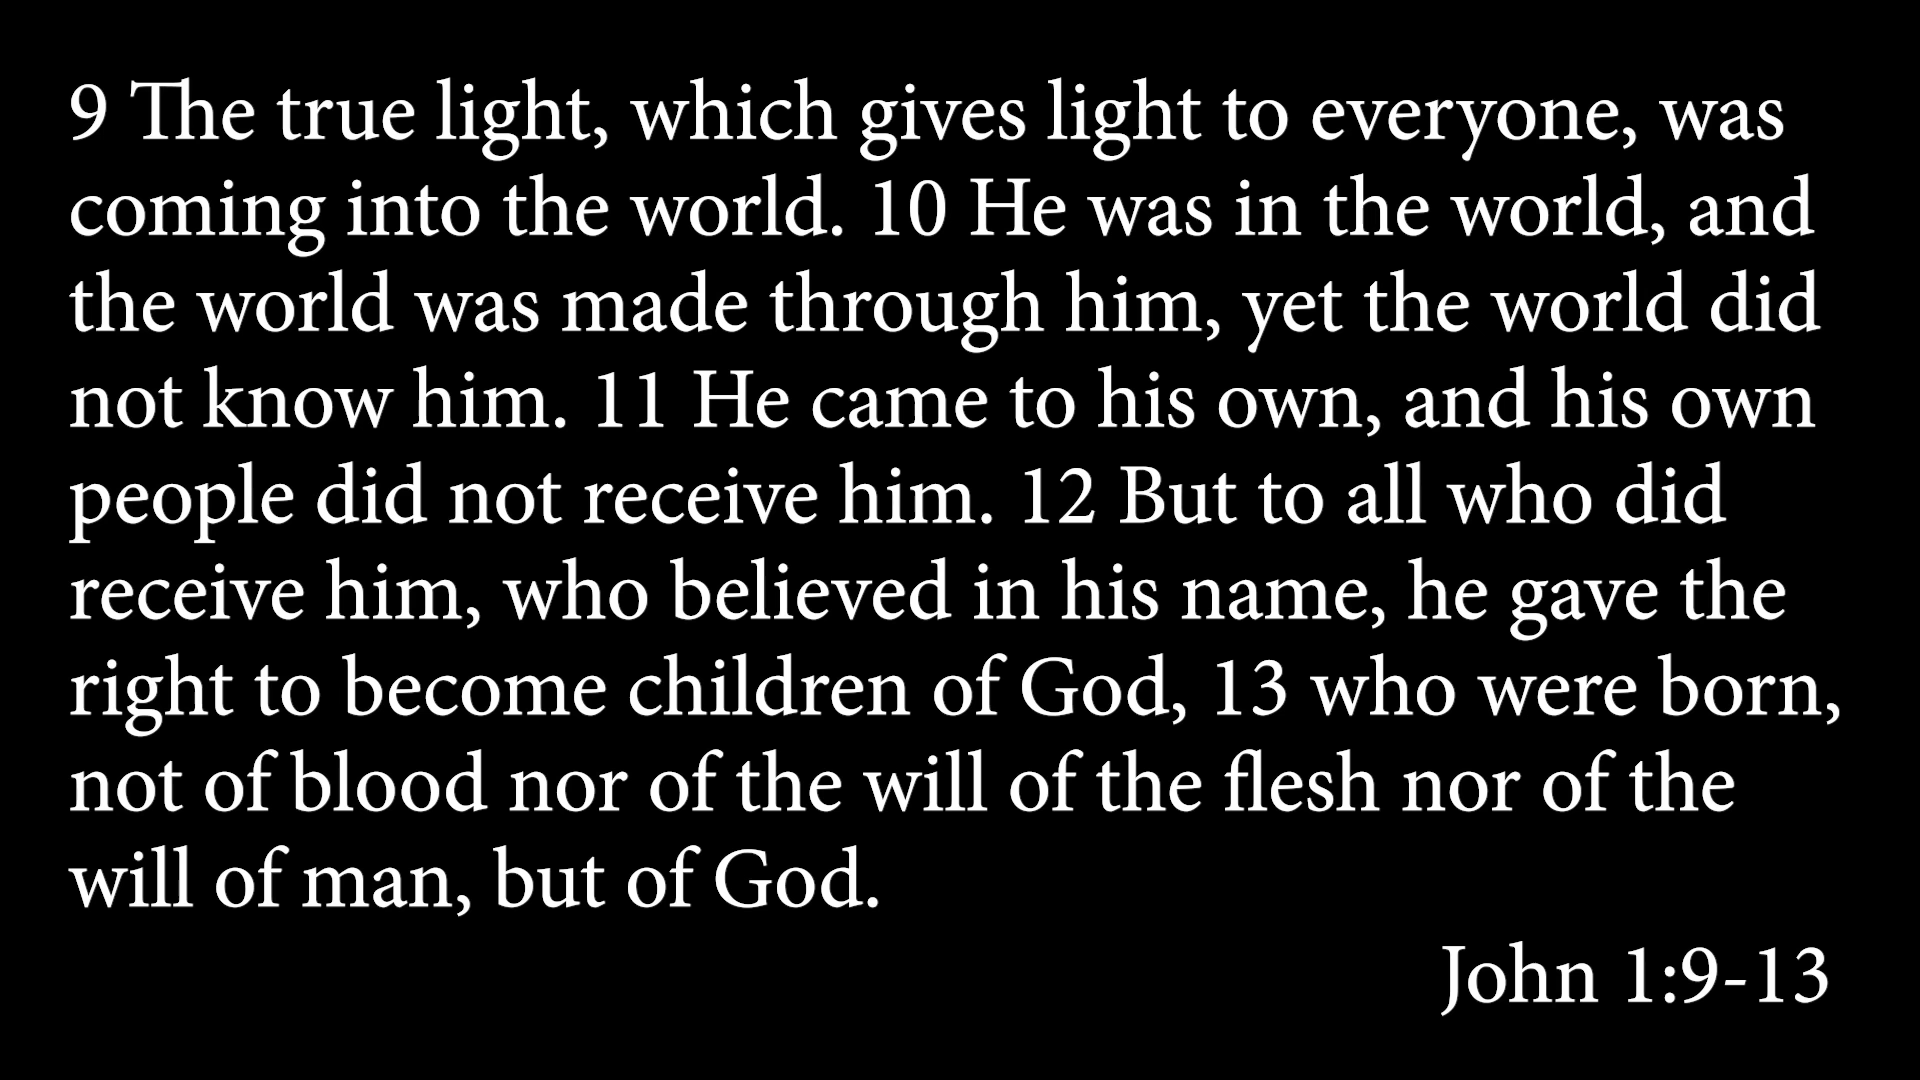 9 The true light, which gives light to everyone, was
coming into the world. 10 He was in the world, and
the world was made through him, yet the world did
not know him. 11 He came to his own, and his own
people did not receive him. 12 But to all who did
receive him, who believed in his name, he gave the
right to become children of God, 13 who were born,
not of blood nor of the will of the flesh nor of the
will of man, but of God.
John 1:9-13